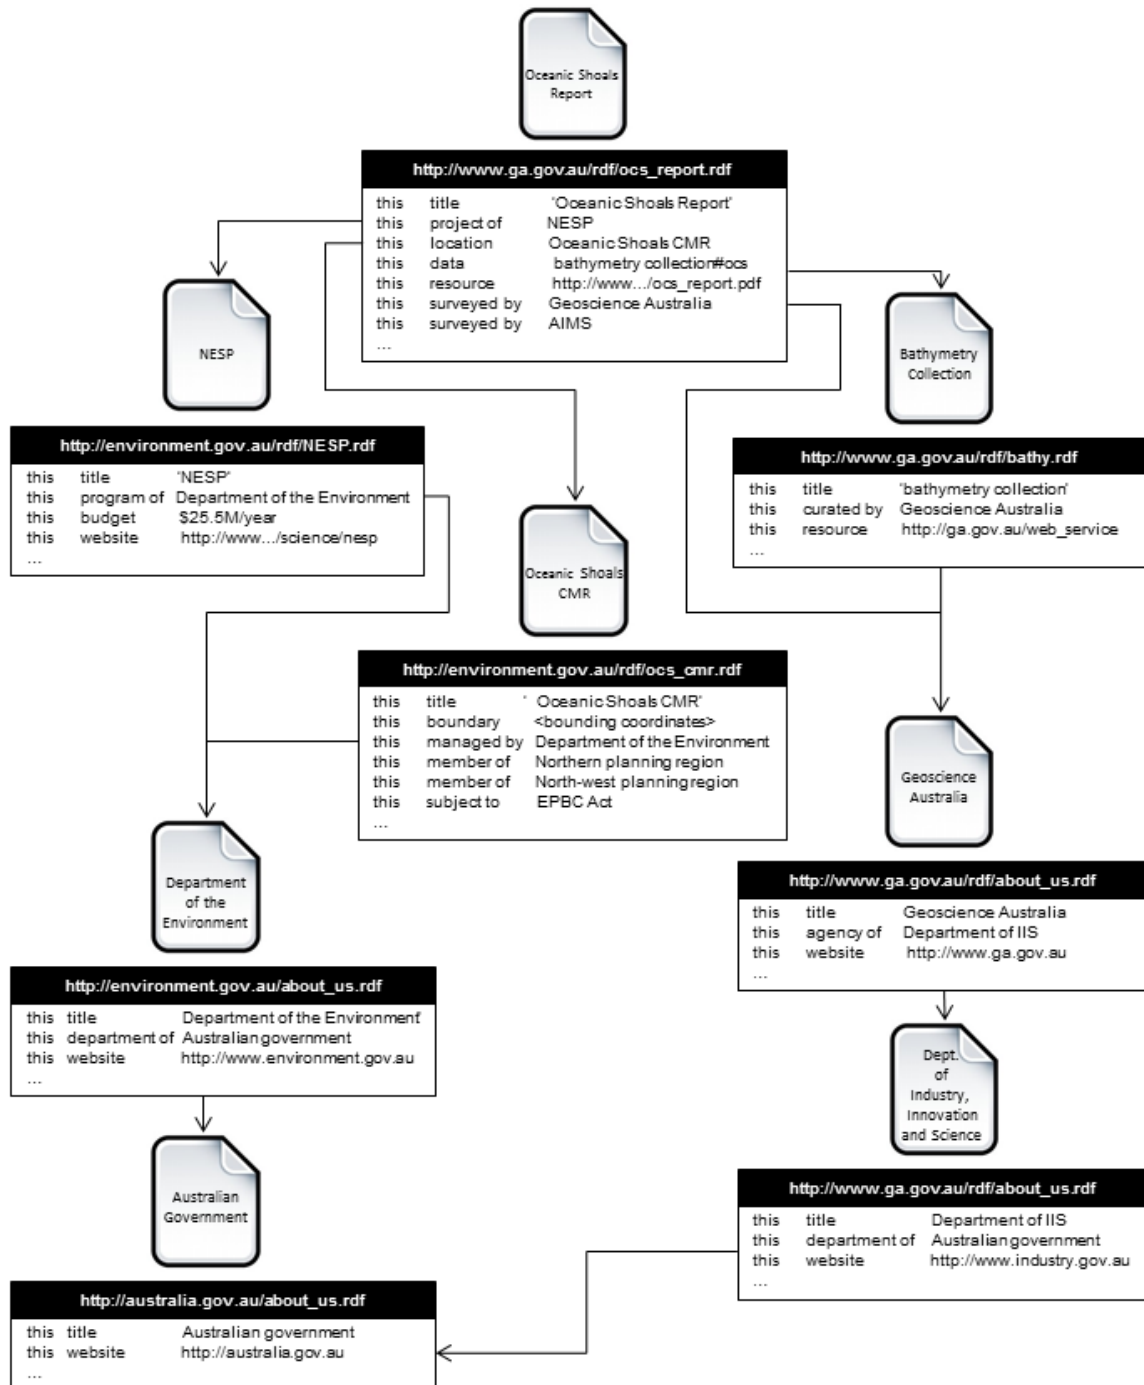 Oceanic Shoals
Report
http://www.ga.gov.au/rdf/ocs_report.rdf
this title 'Oceanic Shoals Report'
this project of NESP
this location Oceanic Shoals CMR
this data bathymetry collection#ocs
this resource http://www.../ocs_report.pdf
this surveyed by Geoscience Australia
this surveyed by AIMS
...
NESP
Bathymetry
Collection
http://environment.gov.au/rdf/NESP.rdf
this title 'NESP'
this program of Department of the Environment
this budget $25.5M/year
this website http://www.../science/nesp
...
http://www.ga.gov.au/rdf/bathy.rdf
this title 'bathymetry collection'
this curated by Geoscience Australia
this resource http://ga.gov.au/web_service
...
Oceanic Shoals
CMR
http://environment.gov.au/rdf/ocs_cmr.rdf
this title ' Oceanic Shoals CMR'
this boundary <bounding coordinates>
this managed by Department of the Environment
this member of Northern planning region
this member of North-west planning region
this subject to EPBC Act
...
Geoscience
Australia
Department
of the
Environment
http://www.ga.gov.au/rdf/about_us.rdf
this title Geoscience Australia
this agency of Department of IIS
this website http://www.ga.gov.au
...
http://environment.gov.au/about_us.rdf
this title Department of the Environment
this department of Australian government
this website http://www.environment.gov.au
...
Dept.
of
Industry,
Innovation
and Science
Australian
Government
http://www.ga.gov.au/rdf/about_us.rdf
this title Department of IIS
this department of Australian government
this website http://www.industry.gov.au
...
http://australia.gov.au/about_us.rdf
this title Australian government
this website http://australia.gov.au
...